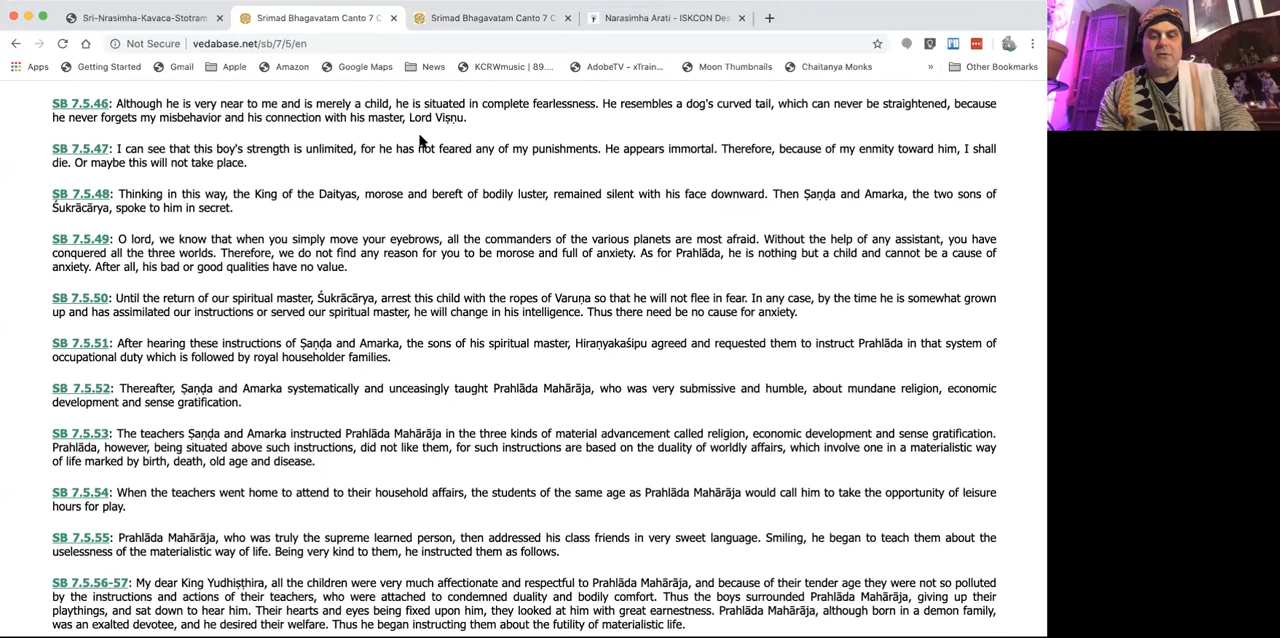 Sri-Nrasimha-Kavaca-Stotram
Srimad Bhagavatam Canto 7 C
Srimad Bhagavatam Canto 7 C
Narasimha Arati - ISKCON Des
Not Secure
vedabase.net/sb/7/5/en
Apps
Getting Started
Gmail
Apple
Amazon
Google Maps
News
KCRWmusic | 89....
AdobeTV - xTrain...
Moon Thumbnails
Chaitanya Monks
»
Other Bookmarks
SB 7.5.46: Although he is very near to me and is merely a child, he is situated in complete fearlessness. He resembles a dog's curved tail, which can never be straightened, because
he never forgets my misbehavior and his connection with his master, Lord Viṣṇu.
SB 7.5.47: I can see that this boy's strength is unlimited, for he has not feared any of my punishments. He appears immortal. Therefore, because of my enmity toward him, I shall
die. Or maybe this will not take place.
SB 7.5.48: Thinking in this way, the King of the Daityas, morose and bereft of bodily luster, remained silent with his face downward. Then Ṣaṇḍa and Amarka, the two sons of
Śukrācārya, spoke to him in secret.
SB 7.5.49: O lord, we know that when you simply move your eyebrows, all the commanders of the various planets are most afraid. Without the help of any assistant, you have
conquered all the three worlds. Therefore, we do not find any reason for you to be morose and full of anxiety. As for Prahlāda, he is nothing but a child and cannot be a cause of
anxiety. After all, his bad or good qualities have no value.
SB 7.5.50: Until the return of our spiritual master, Śukrācārya, arrest this child with the ropes of Varuṇa so that he will not flee in fear. In any case, by the time he is somewhat grown
up and has assimilated our instructions or served our spiritual master, he will change in his intelligence. Thus there need be no cause for anxiety.
SB 7.5.51: After hearing these instructions of Ṣaṇḍa and Amarka, the sons of his spiritual master, Hiraṇyakaśipu agreed and requested them to instruct Prahlāda in that system of
occupational duty which is followed by royal householder families.
SB 7.5.52: Thereafter, Ṣaṇḍa and Amarka systematically and unceasingly taught Prahlāda Mahārāja, who was very submissive and humble, about mundane religion, economic
development and sense gratification.
SB 7.5.53: The teachers Ṣaṇḍa and Amarka instructed Prahlāda Mahārāja in the three kinds of material advancement called religion, economic development and sense gratification.
Prahlāda, however, being situated above such instructions, did not like them, for such instructions are based on the duality of worldly affairs, which involve one in a materialistic way
of life marked by birth, death, old age and disease.
SB 7.5.54: When the teachers went home to attend to their household affairs, the students of the same age as Prahlāda Mahārāja would call him to take the opportunity of leisure
hours for play.
SB 7.5.55: Prahlāda Mahārāja, who was truly the supreme learned person, then addressed his class friends in very sweet language. Smiling, he began to teach them about the
uselessness of the materialistic way of life. Being very kind to them, he instructed them as follows.
SB 7.5.56-57: My dear King Yudhiṣṭhira, all the children were very much affectionate and respectful to Prahlāda Mahārāja, and because of their tender age they were not so polluted
by the instructions and actions of their teachers, who were attached to condemned duality and bodily comfort. Thus the boys surrounded Prahlāda Mahārāja, giving up their
playthings, and sat down to hear him. Their hearts and eyes being fixed upon him, they looked at him with great earnestness. Prahlāda Mahārāja, although born in a demon family,
was an exalted devotee, and he desired their welfare. Thus he began instructing them about the futility of materialistic life.